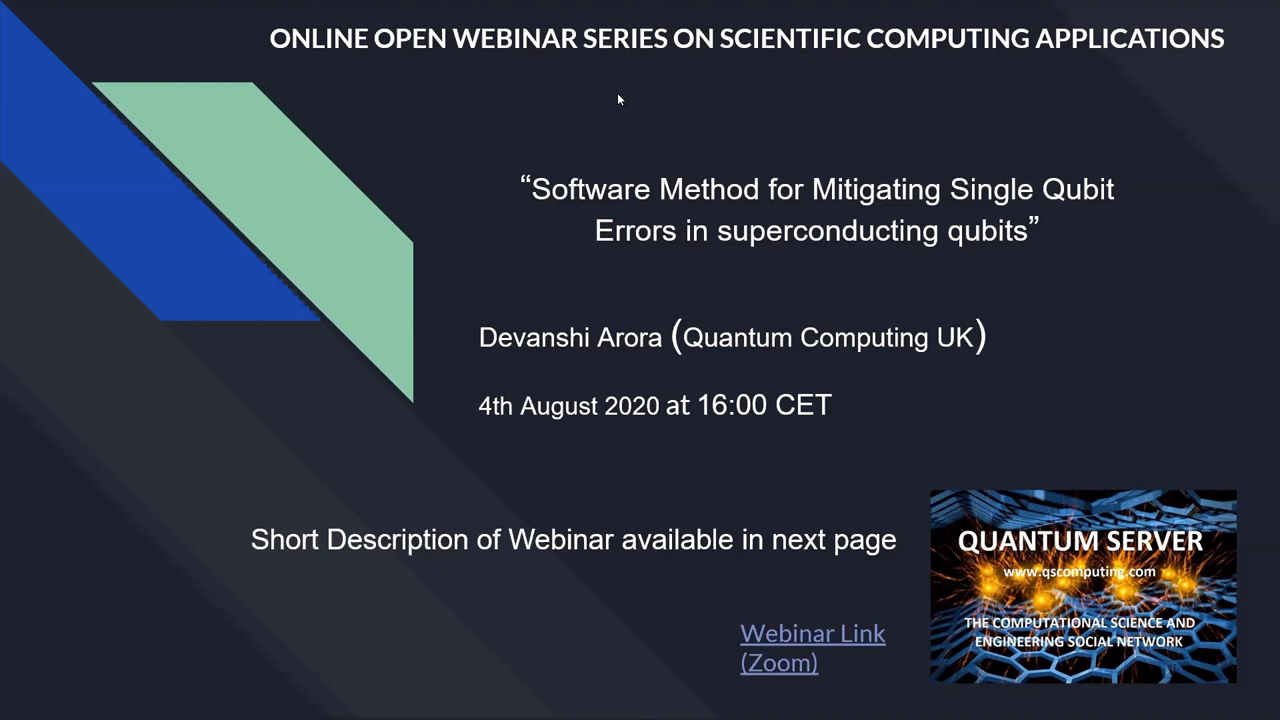 ONLINE OPEN WEBINAR SERIES ON SCIENTIFIC COMPUTING APPLICATIONS
“Software Method for Mitigating Single Qubit
Errors in superconducting qubits”
Devanshi Arora (Quantum Computing UK)
4th August 2020 at 16:00 CET
Short Description of Webinar available in next page
QUANTUM SERVER
www.qscomputing.com
THE COMPUTATIONAL SCIENCE AND
ENGINEERING SOCIAL NETWORK
Webinar Link
(Zoom)